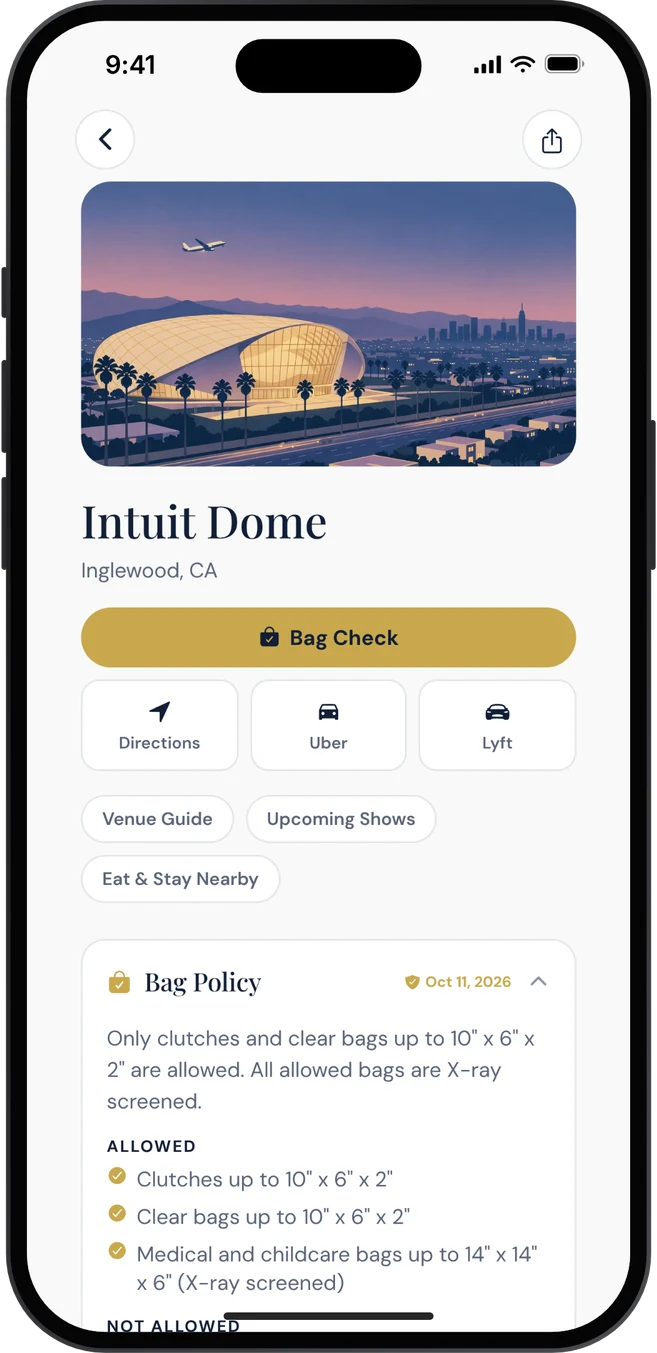 9:41
Intuit Dome
Inglewood, CA
Bag Check
Directions
Uber
Lyft
Venue Guide
Upcoming Shows
Eat & Stay Nearby
Bag Policy
Oct 11, 2026
Only clutches and clear bags up to 10" x 6" x
2" are allowed. All allowed bags are X-ray
screened.
ALLOWED
Clutches up to 10" x 6" x 2"
Clear bags up to 10" x 6" x 2"
Medical and childcare bags up to 14" x 14"
x 6" (X-ray screened)
NOT ALLOWED